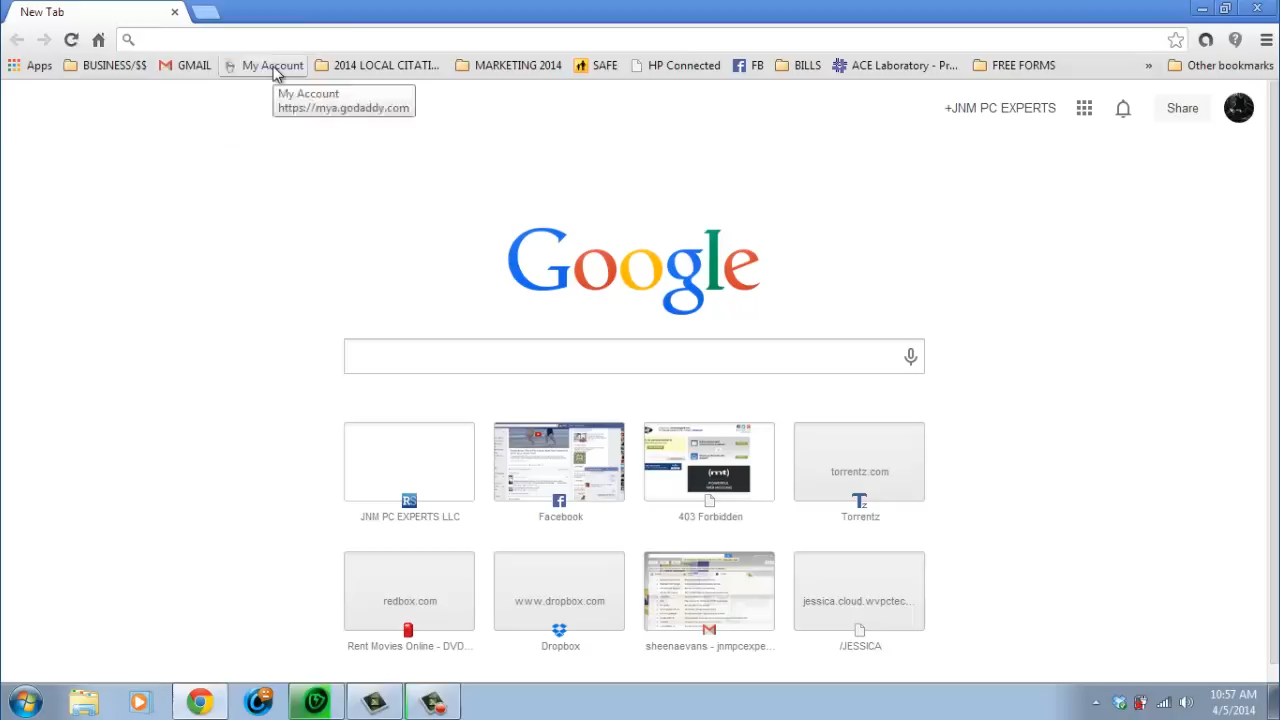 New Tab
Apps BUSINESS/$$ GMAIL My Account 2014 LOCAL CITATI... MARKETING 2014 SAFE HP Connected FB BILLS ACE Laboratory - Pr... FREE FORMS » Other bookmarks
My Account
https://mya.godaddy.com
+JNM PC EXPERTS Share
Google
torrentz.com
JNM PC EXPERTS LLC Facebook 403 Forbidden Torrentz
www.dropbox.com jessica.cloud.wvpctec...
Rent Movies Online - DVD... Dropbox sheenaevans - jnmpcexpe... /JESSICA
10:57 AM
4/5/2014